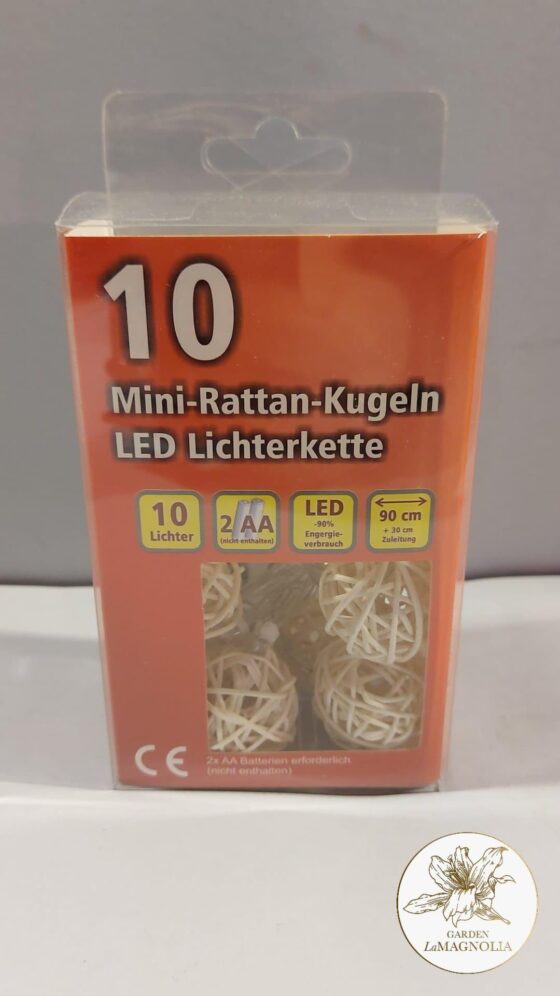 10
Mini-Rattan-Kugeln
LED Lichterkette
10
Lichter
2 AA
(nicht enthalten)
LED
-90%
Engergie-
verbrauch
90 cm
+ 30 cm
Zuleitung
CE
2x AA Batterien erforderlich
(nicht enthalten)
GARDEN
LaMAGNOLIA